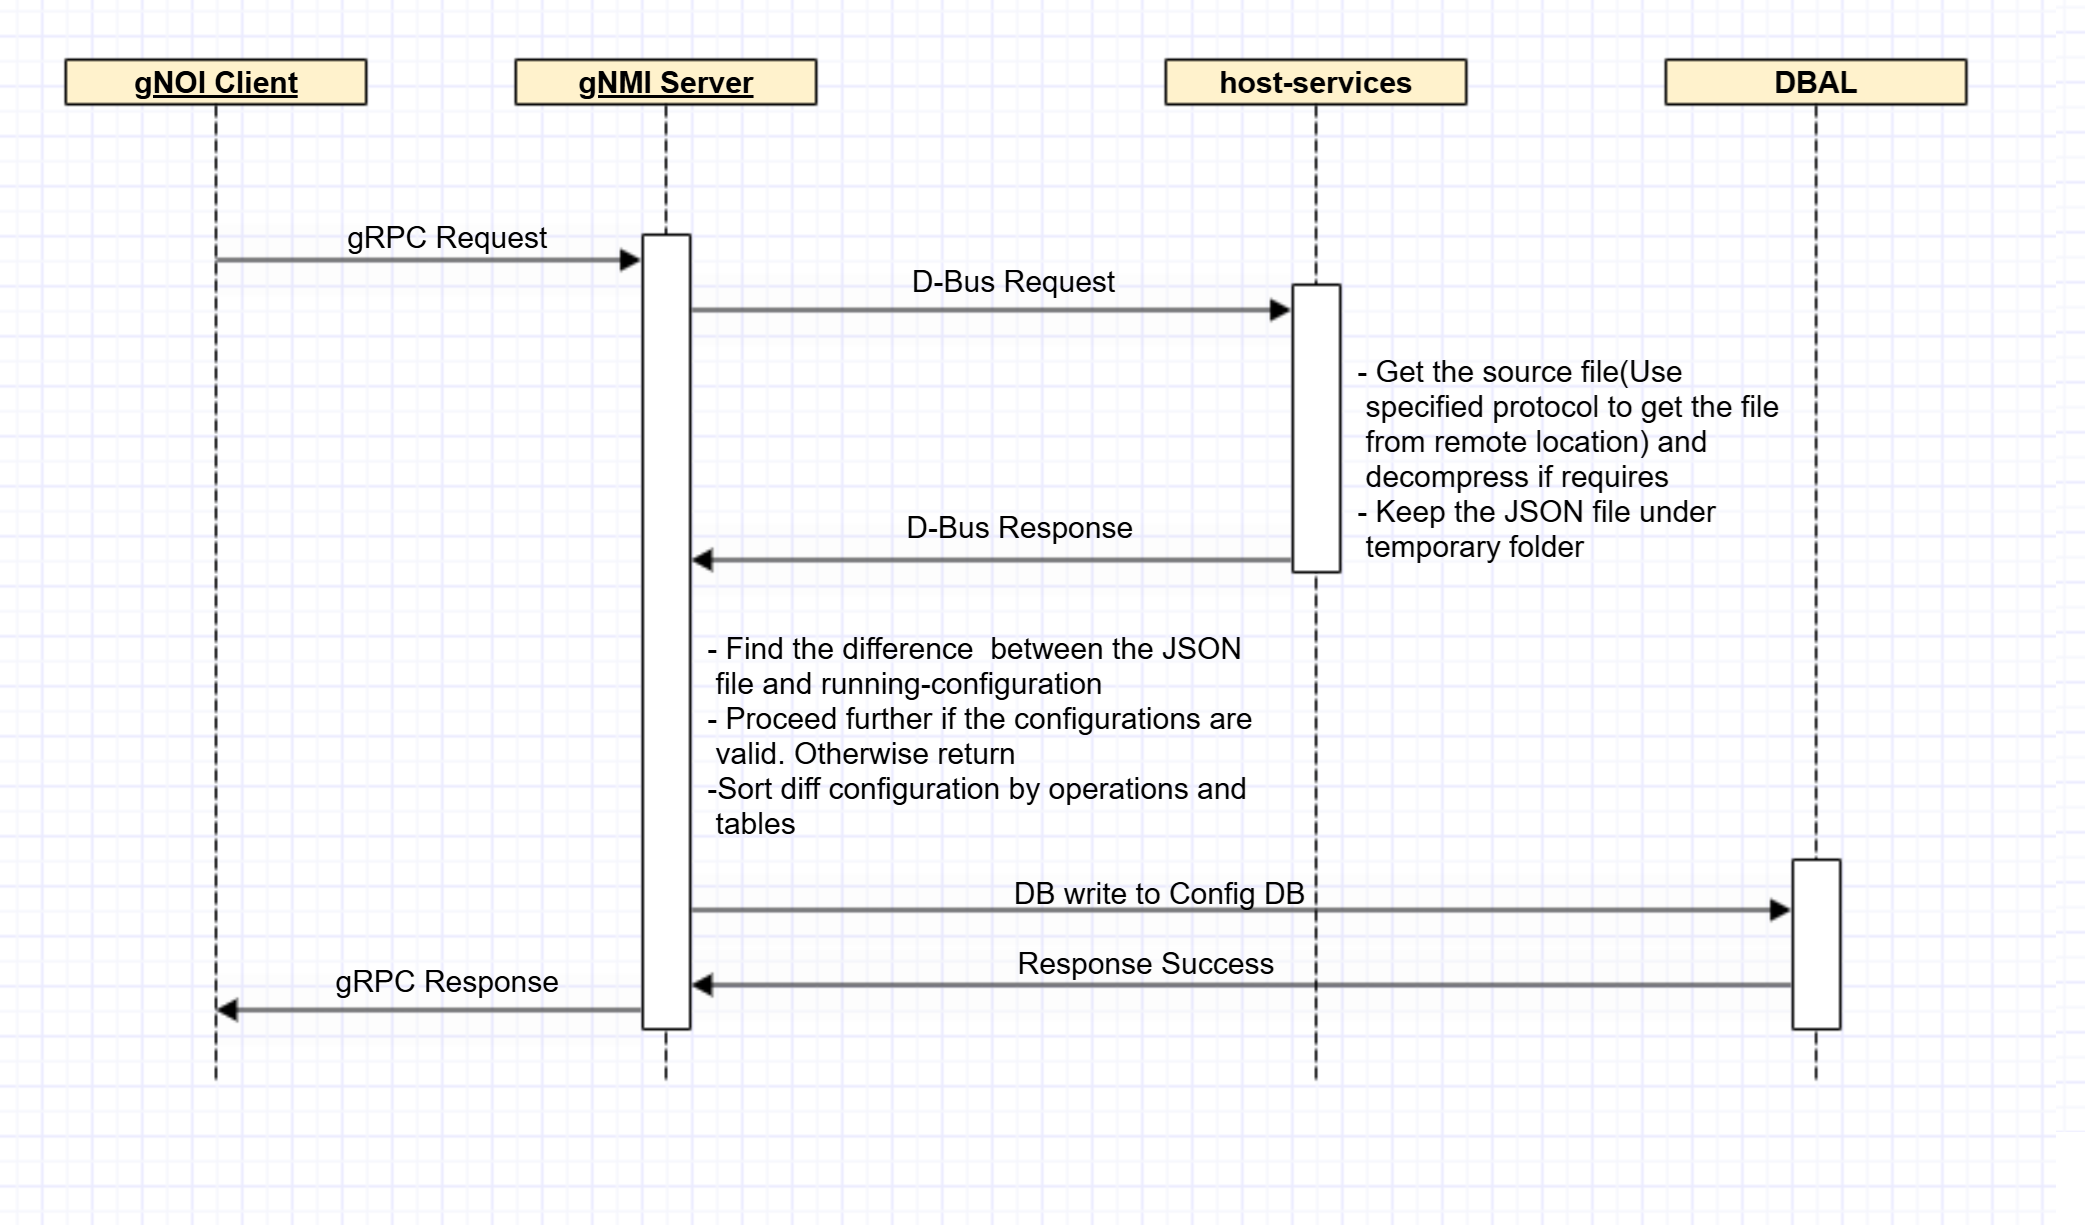 gNOI Client
gNMI Server
host-services
DBAL
gRPC Request
D-Bus Request
- Get the source file(Use
specified protocol to get the file
from remote location) and
decompress if requires
- Keep the JSON file under
temporary folder
D-Bus Response
- Find the difference  between the JSON
file and running-configuration
- Proceed further if the configurations are
valid. Otherwise return
-Sort diff configuration by operations and
tables
DB write to Config DB
Response Success
gRPC Response